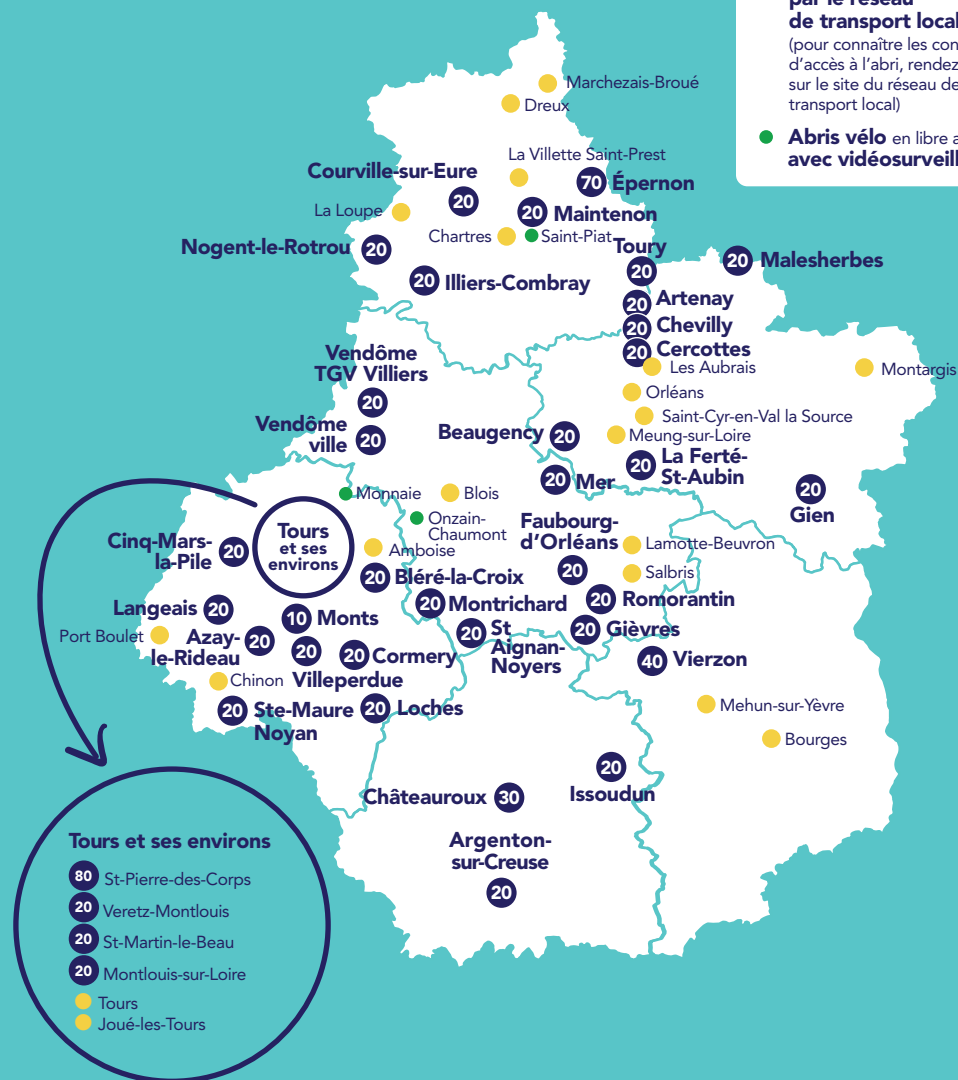 par le réseau
de transport local
(pour connaître les con
d'accès à l'abri, rendez
sur le site du réseau de
transport local)
Abris vélo en libre a
avec vidéosurveill
Marchezais-Broué
Dreux
La Villette Saint-Prest
Courville-sur-Eure
20
70 Épernon
La Loupe
20 Maintenon
Chartres
Saint-Piat
Nogent-le-Rotrou 20
Toury
20
20 Malesherbes
20 Illiers-Combray
20 Artenay
20 Chevilly
20 Cercottes
Les Aubrais
Montargis
Vendôme
TGV Villiers
20
Orléans
Saint-Cyr-en-Val la Source
Vendôme
ville 20
Beaugency 20
Meung-sur-Loire
20 La Ferté-
St-Aubin
20 Mer
20
Gien
Monnaie
Blois
Onzain-
Chaumont
Faubourg-
d'Orléans
20
Tours
et ses
environs
Cinq-Mars-
la-Pile 20
Amboise
Lamotte-Beuvron
Salbris
20 Bléré-la-Croix
20 Montrichard
20 Romorantin
Langeais 20
10 Monts
Port Boulet
Azay-
le-Rideau 20
20
Villeperdue
20 Cormery
20 St
Aignan-
Noyers
20 Gièvres
40 Vierzon
Chinon
20 Ste-Maure
Noyan
20 Loches
Mehun-sur-Yèvre
Bourges
20
Issoudun
Châteauroux 30
Argenton-
sur-Creuse
20
Tours et ses environs
80 St-Pierre-des-Corps
20 Veretz-Montlouis
20 St-Martin-le-Beau
20 Montlouis-sur-Loire
Tours
Joué-les-Tours